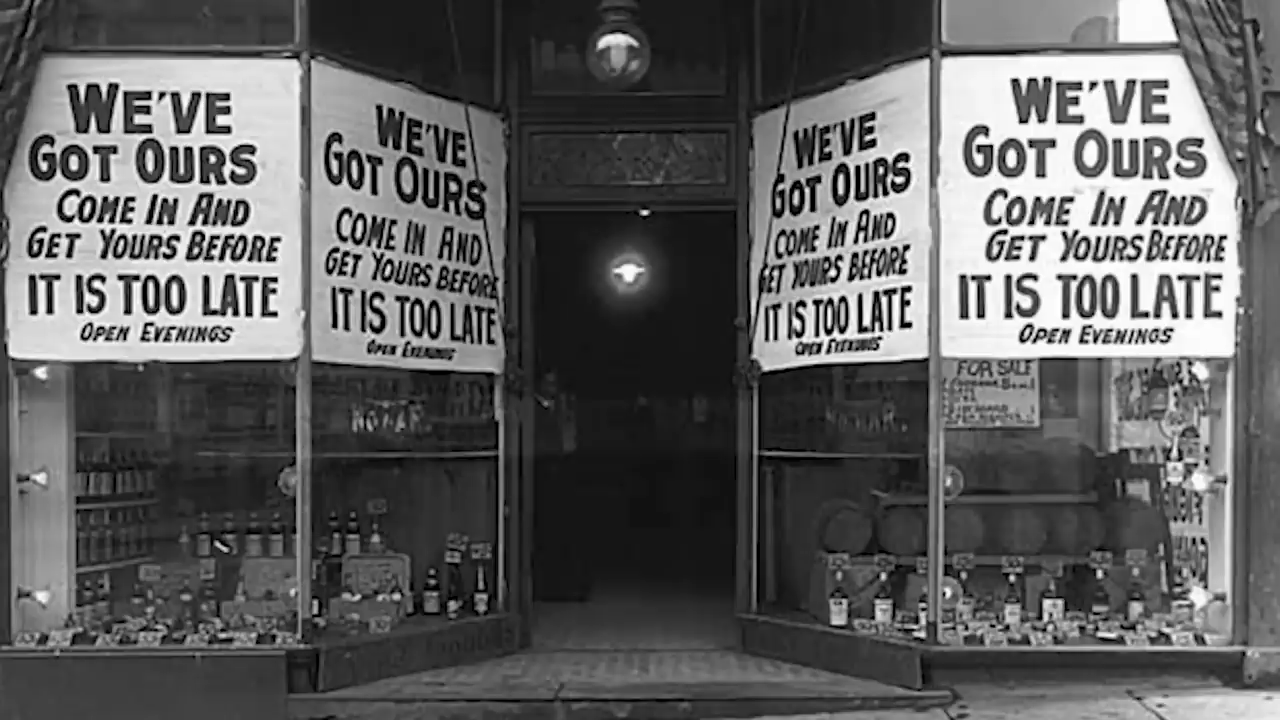 WE'VE
GOT OURS
COME IN AND
GET YOURS BEFORE
IT IS TOO LATE
OPEN EVENINGS
WE'VE
GOT OURS
COME IN AND
GET YOURS BEFORE
IT IS TOO LATE
OPEN EVENINGS
WE'VE
GOT OURS
COME IN AND
GET YOURS BEFORE
IT IS TOO LATE
OPEN EVENINGS
WE'VE
GOT OURS
COME IN AND
GET YOURS BEFORE
IT IS TOO LATE
OPEN EVENINGS
FOR SALE